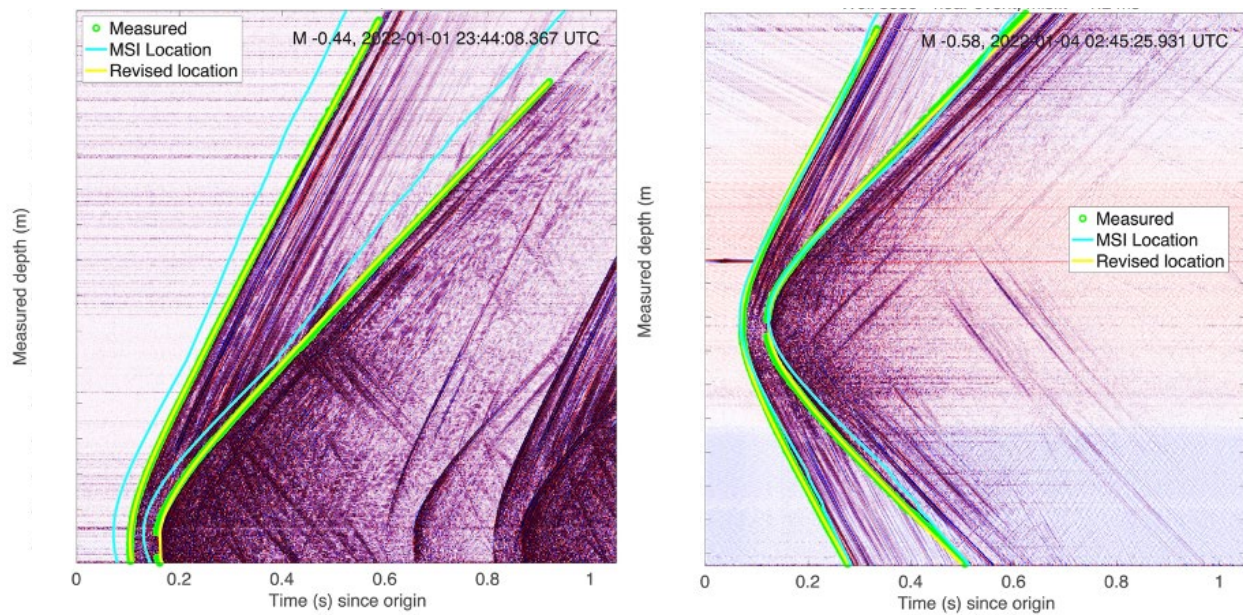 Measured
MSI Location
Revised location
M -0.44, 2022-01-01 23:44:08.367 UTC
Measured depth (m)
0
0.2
0.4
0.6
0.8
1
Time (s) since origin
M -0.58, 2022-01-04 02:45:25.931 UTC
Measured
MSI Location
Revised location
Measured depth (m
0
0.2
0.4
0.6
0.8
1
Time (s) since origin